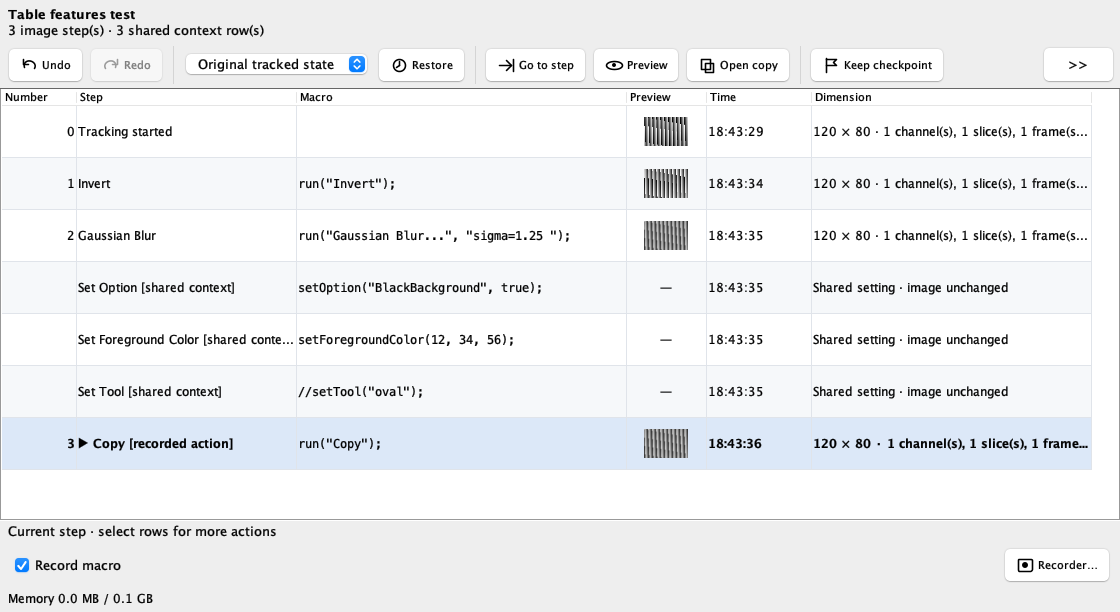 Table features test
3 image step(s) · 3 shared context row(s)
Undo Redo Original tracked state Restore Go to step Preview Open copy Keep checkpoint >>
Number Step Macro Preview Time Dimension
0 Tracking started 18:43:29 120 × 80 · 1 channel(s), 1 slice(s), 1 frame(s...
1 Invert run("Invert"); 18:43:34 120 × 80 · 1 channel(s), 1 slice(s), 1 frame(s...
2 Gaussian Blur run("Gaussian Blur...", "sigma=1.25 "); 18:43:35 120 × 80 · 1 channel(s), 1 slice(s), 1 frame(s...
Set Option [shared context] setOption("BlackBackground", true); — 18:43:35 Shared setting · image unchanged
Set Foreground Color [shared conte... setForegroundColor(12, 34, 56); — 18:43:35 Shared setting · image unchanged
Set Tool [shared context] //setTool("oval"); — 18:43:35 Shared setting · image unchanged
3 ▶ Copy [recorded action] run("Copy"); 18:43:36 120 × 80 · 1 channel(s), 1 slice(s), 1 frame...
Current step · select rows for more actions
Record macro Recorder...
Memory 0.0 MB / 0.1 GB